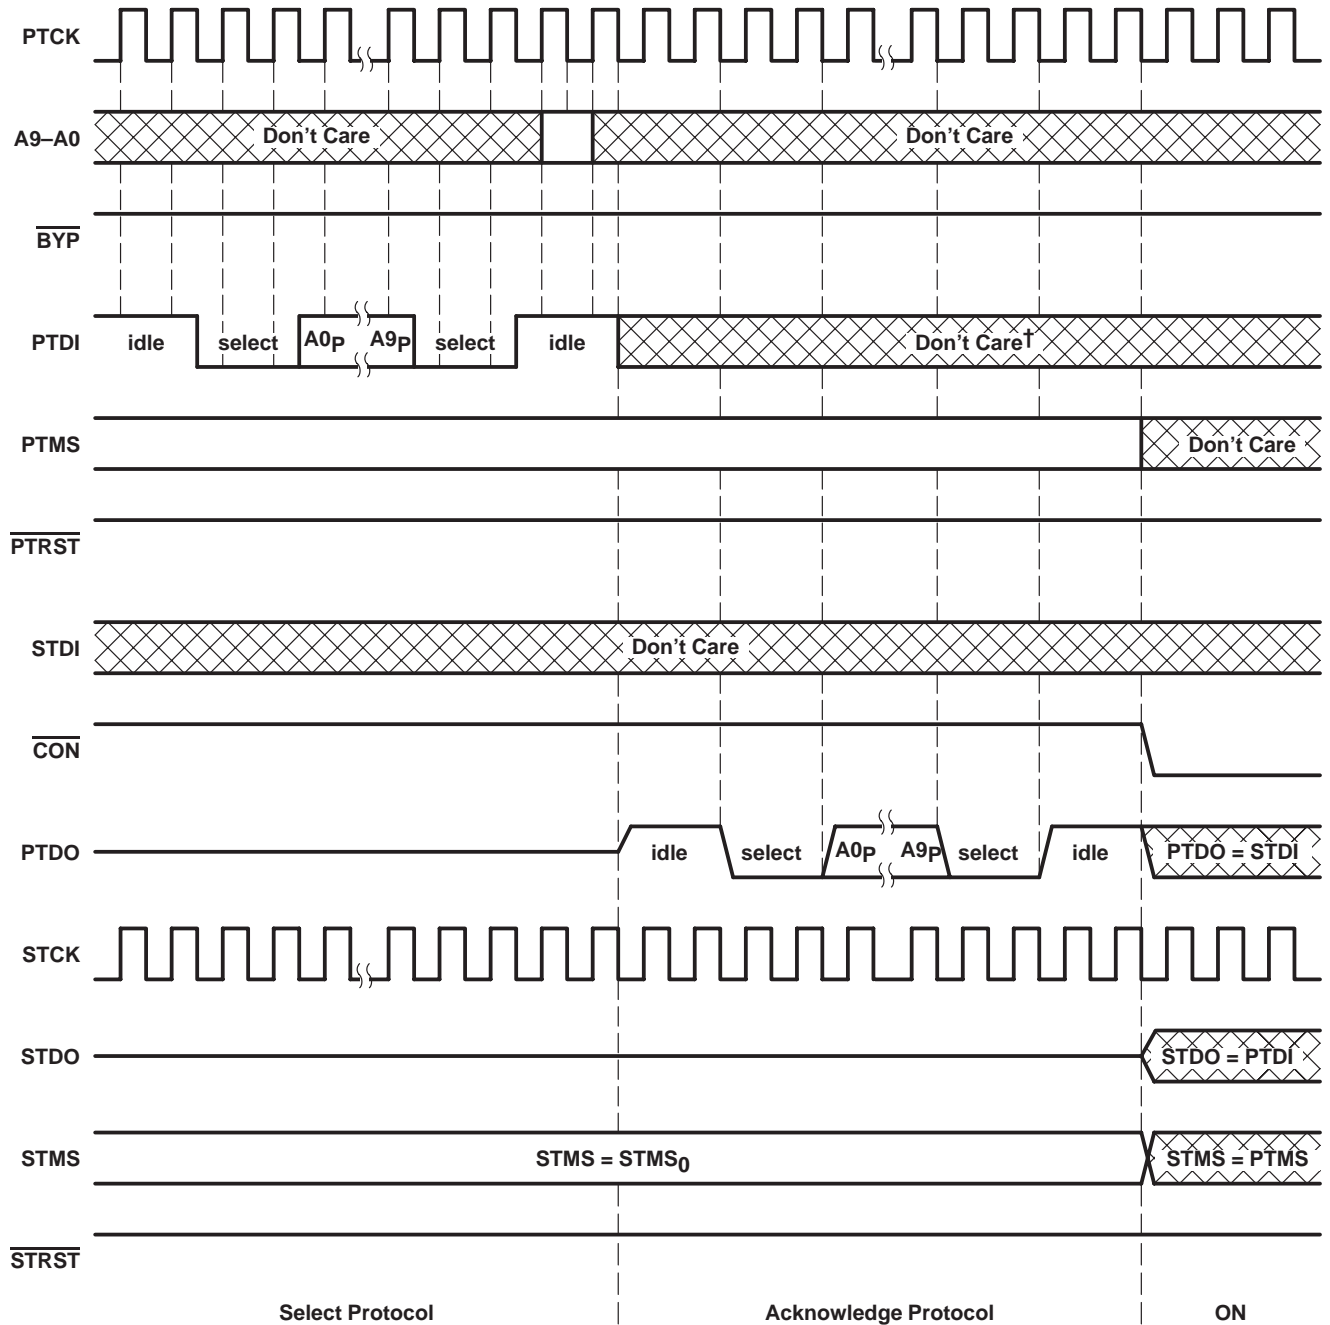 PTCK
A9–A0 Don't Care Don't Care
BYP
PTDI idle select A0P A9P select idle Don't Care†
PTMS Don't Care
PTRST
STDI Don't Care
CON
PTDO idle select A0P A9P select idle PTDO = STDI
STCK
STDO STDO = PTDI
STMS STMS = STMS0 STMS = PTMS
STRST
Select Protocol Acknowledge Protocol ON